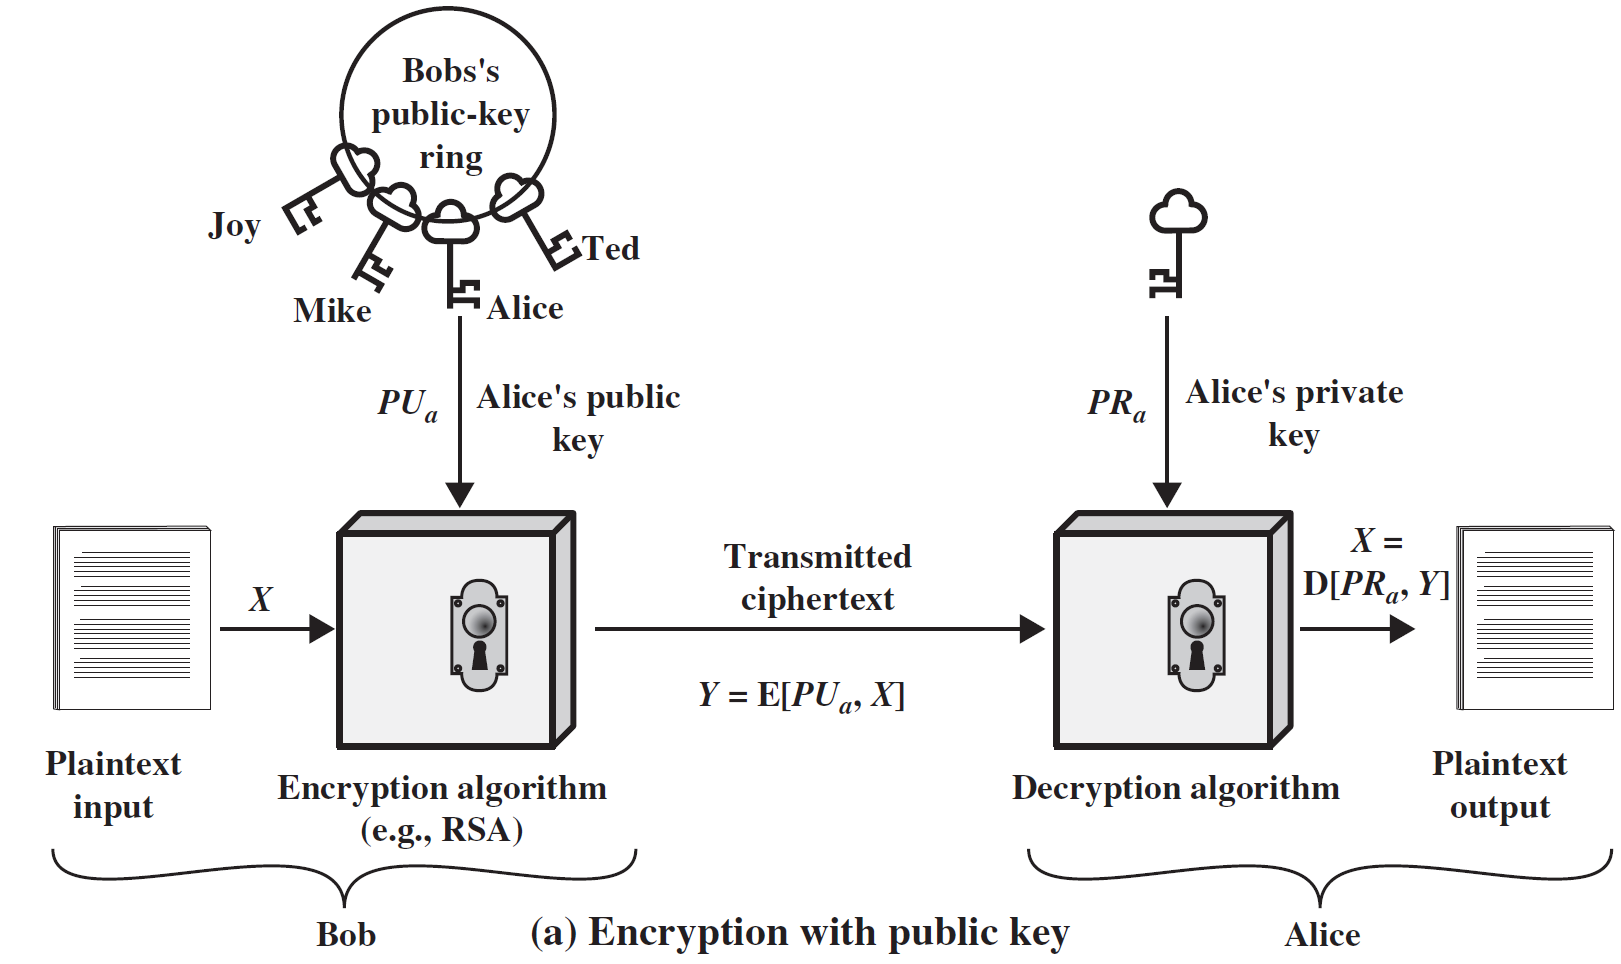 Bobs's
public-key
ring
Joy
Mike
Alice
Ted
PUa
Alice's public
key
PRa
Alice's private
key
X
Transmitted
ciphertext
Y = E[PUa, X]
X =
D[PRa, Y]
Plaintext
input
Encryption algorithm
(e.g., RSA)
Decryption algorithm
Plaintext
output
Bob
(a) Encryption with public key
Alice